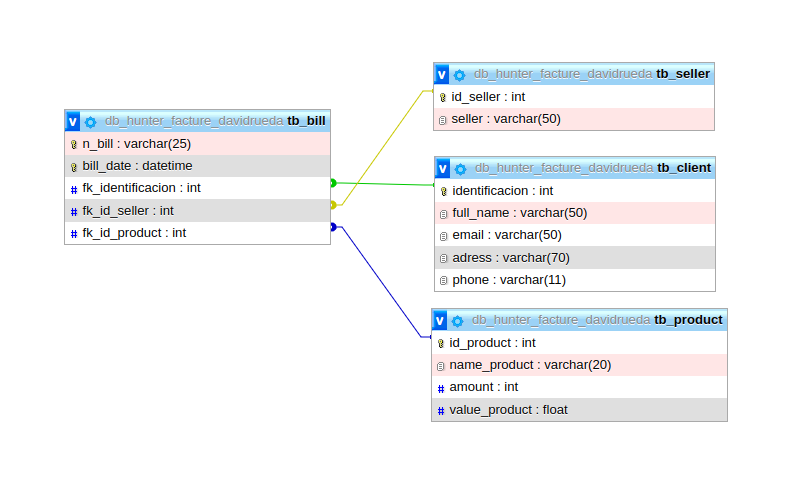 db_hunter_facture_davidrueda tb_bill
n_bill : varchar(25)
bill_date : datetime
# fk_identificacion : int
# fk_id_seller : int
# fk_id_product : int
v db_hunter_facture_davidrueda tb_seller
id_seller : int
seller : varchar(50)
v db_hunter_facture_davidrueda tb_client
identificacion : int
full_name : varchar(50)
email : varchar(50)
adress : varchar(70)
phone : varchar(11)
v db_hunter_facture_davidrueda tb_product
id_product : int
name_product : varchar(20)
# amount : int
# value_product : float